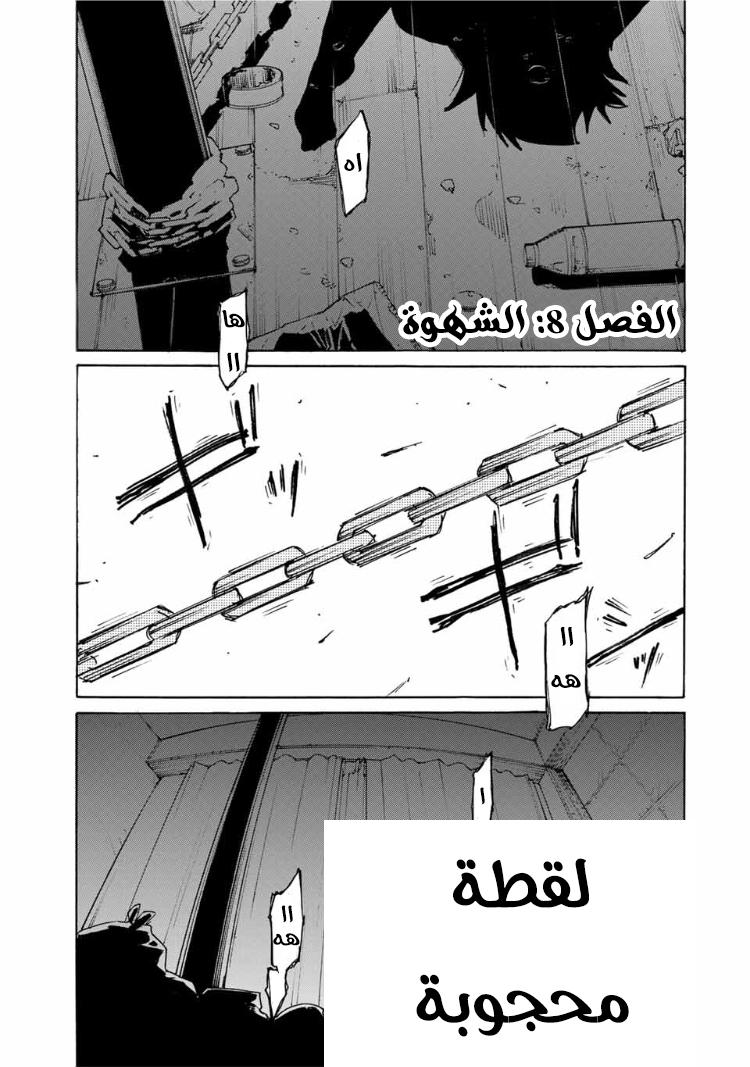 اه
الفصل 8: الشهوة
ها
اا
اا
هه
ا
اا
هه
لقطة
محجوبة